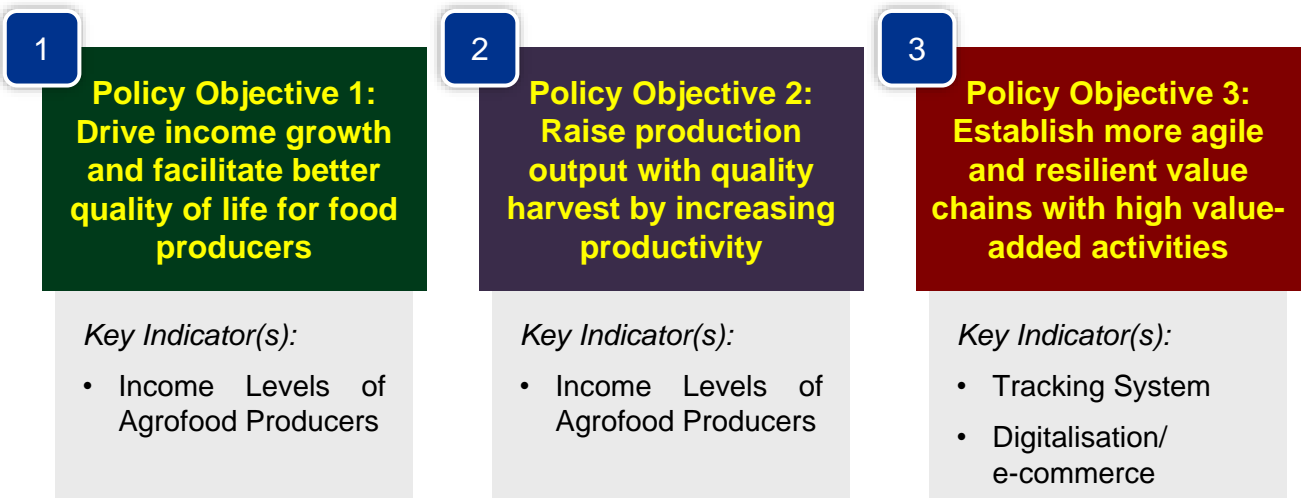 1
Policy Objective 1:
Drive income growth
and facilitate better
quality of life for food
producers
Key Indicator(s):
• Income Levels of
Agrofood Producers
2
Policy Objective 2:
Raise production
output with quality
harvest by increasing
productivity
Key Indicator(s):
• Income Levels of
Agrofood Producers
3
Policy Objective 3:
Establish more agile
and resilient value
chains with high value-
added activities
Key Indicator(s):
• Tracking System
• Digitalisation/
e-commerce